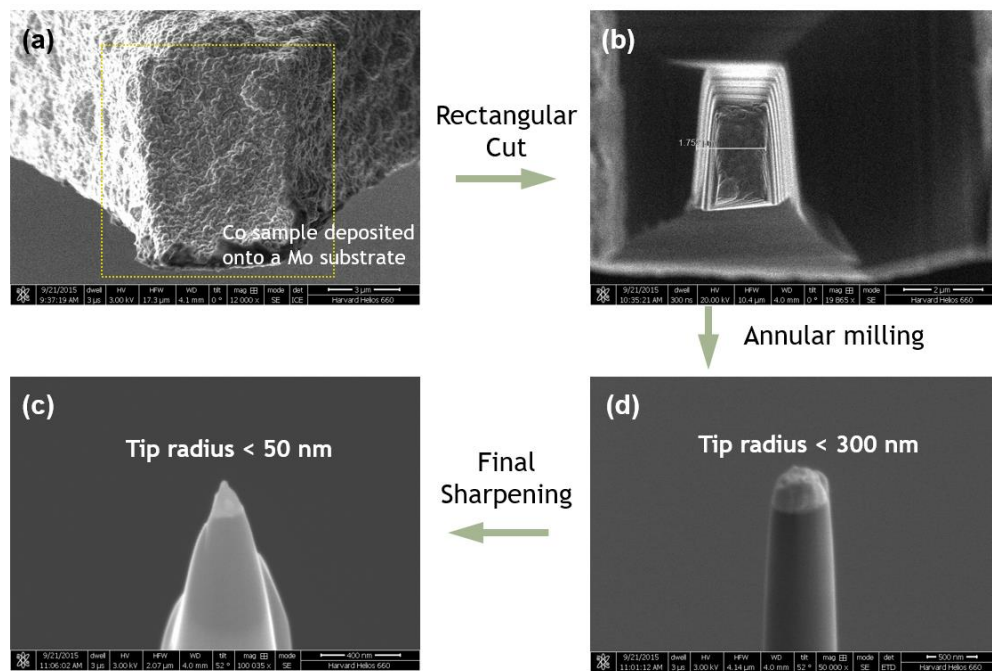 (a)
Co sample deposited
onto a Mo substrate
9/21/2015 dwell HV HFW WD tilt mag ⊞ mode det 3 µm
9:37:19 AM 3 µs 3.00 kV 17.3 µm 4.1 mm 0 ° 12 000 x SE ICE Harvard Helios 660
Rectangular
Cut
(b)
9/21/2015 dwell HV HFW WD tilt mag ⊞ mode 2 µm
10:35:21 AM 300 ns 20.00 kV 10.4 µm 4.0 mm 0 ° 19 865 x SE Harvard Helios 660
Annular milling
(c)
Tip radius < 50 nm
9/21/2015 dwell HV HFW WD tilt mag ⊞ mode 400 nm
11:06:02 AM 3 µs 3.00 kV 2.07 µm 4.0 mm 52 ° 100 035 x SE Harvard Helios 660
Final
Sharpening
(d)
Tip radius < 300 nm
9/21/2015 dwell HV HFW WD tilt mag ⊞ mode det 500 nm
11:01:12 AM 3 µs 3.00 kV 4.14 µm 4.0 mm 52 ° 50 000 x SE ETD Harvard Helios 660